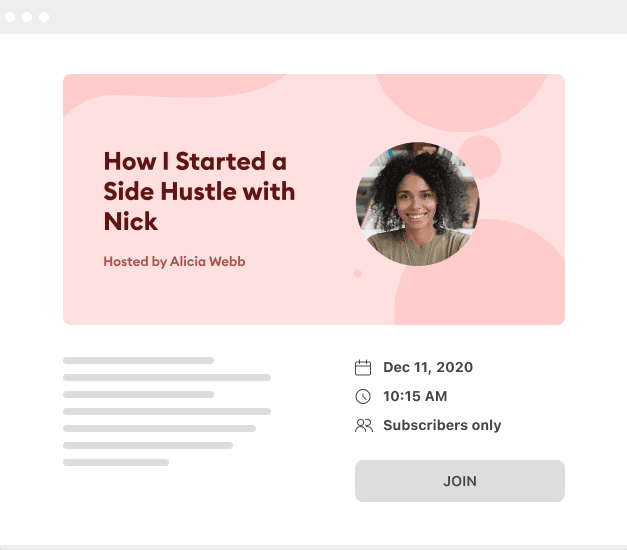 How I Started a
Side Hustle with
Nick
Hosted by Alicia Webb
Dec 11, 2020
10:15 AM
Subscribers only
JOIN